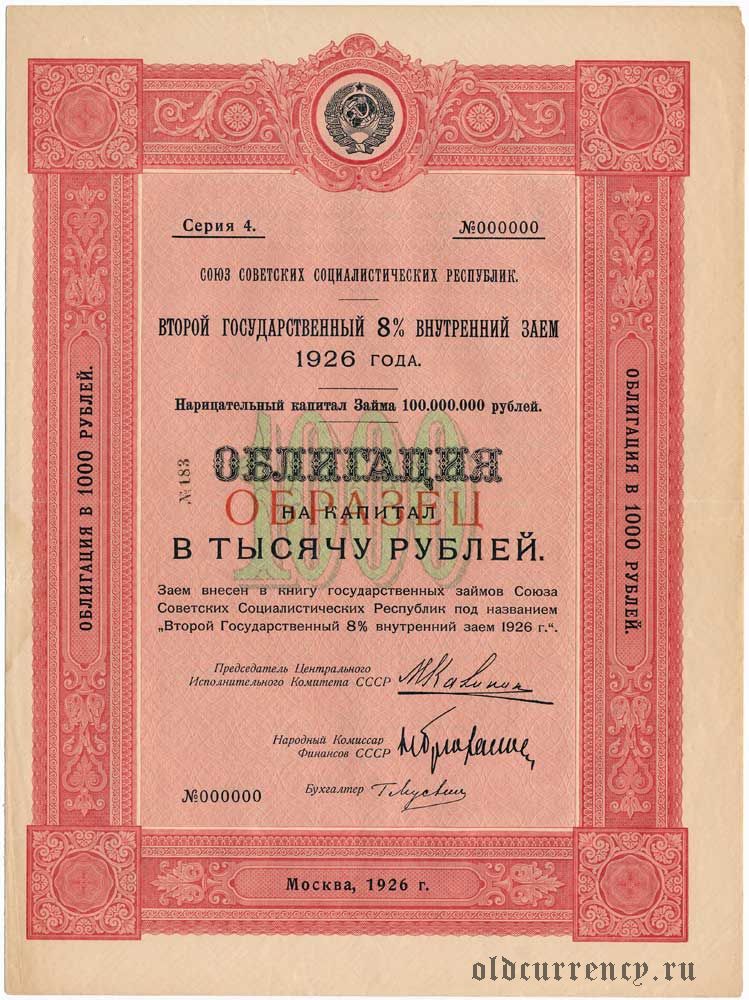 Серия 4. №000000
СОЮЗ СОВЕТСКИХ СОЦИАЛИСТИЧЕСКИХ РЕСПУБЛИК.
ВТОРОЙ ГОСУДАРСТВЕННЫЙ 8% ВНУТРЕННИЙ ЗАЕМ
1926 ГОДА.
Нарицательный капитал Займа 100.000.000 рублей.
1000
№ 183
ОБЛИГАЦИЯ
ОБРАЗЕЦ
НА КАПИТАЛ
В ТЫСЯЧУ РУБЛЕЙ.
Заем внесен в книгу государственных займов Союза
Советских Социалистических Республик под названием
„Второй Государственный 8% внутренний заем 1926 г.“.
Председатель Центрального
Исполнительного Комитета СССР
МКалинин
Народный Комиссар
Финансов СССР
№000000
Бухгалтер
Москва, 1926 г.
ОБЛИГАЦИЯ В 1000 РУБЛЕЙ.
ОБЛИГАЦИЯ В 1000 РУБЛЕЙ.
oldcurrency.ru